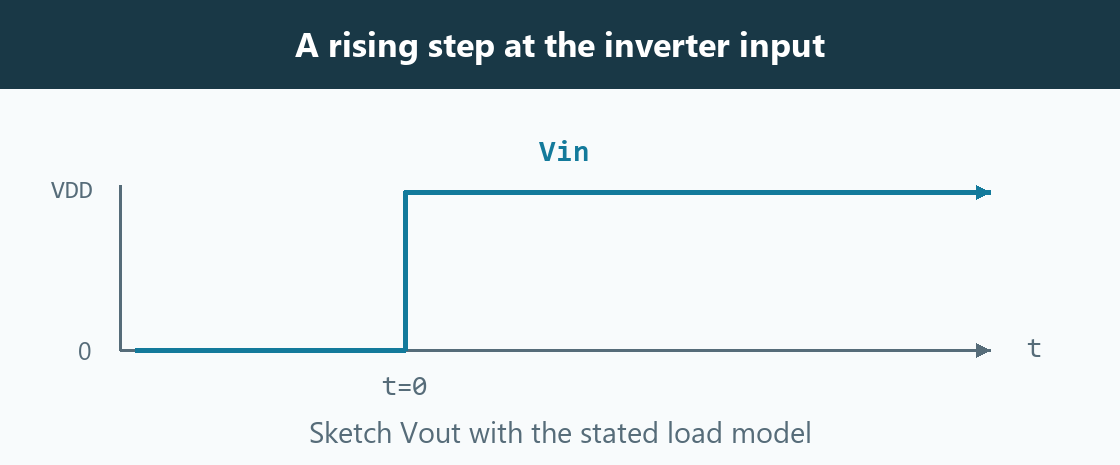 A rising step at the inverter input
Vin
VDD
0
t
t=0
Sketch Vout with the stated load model